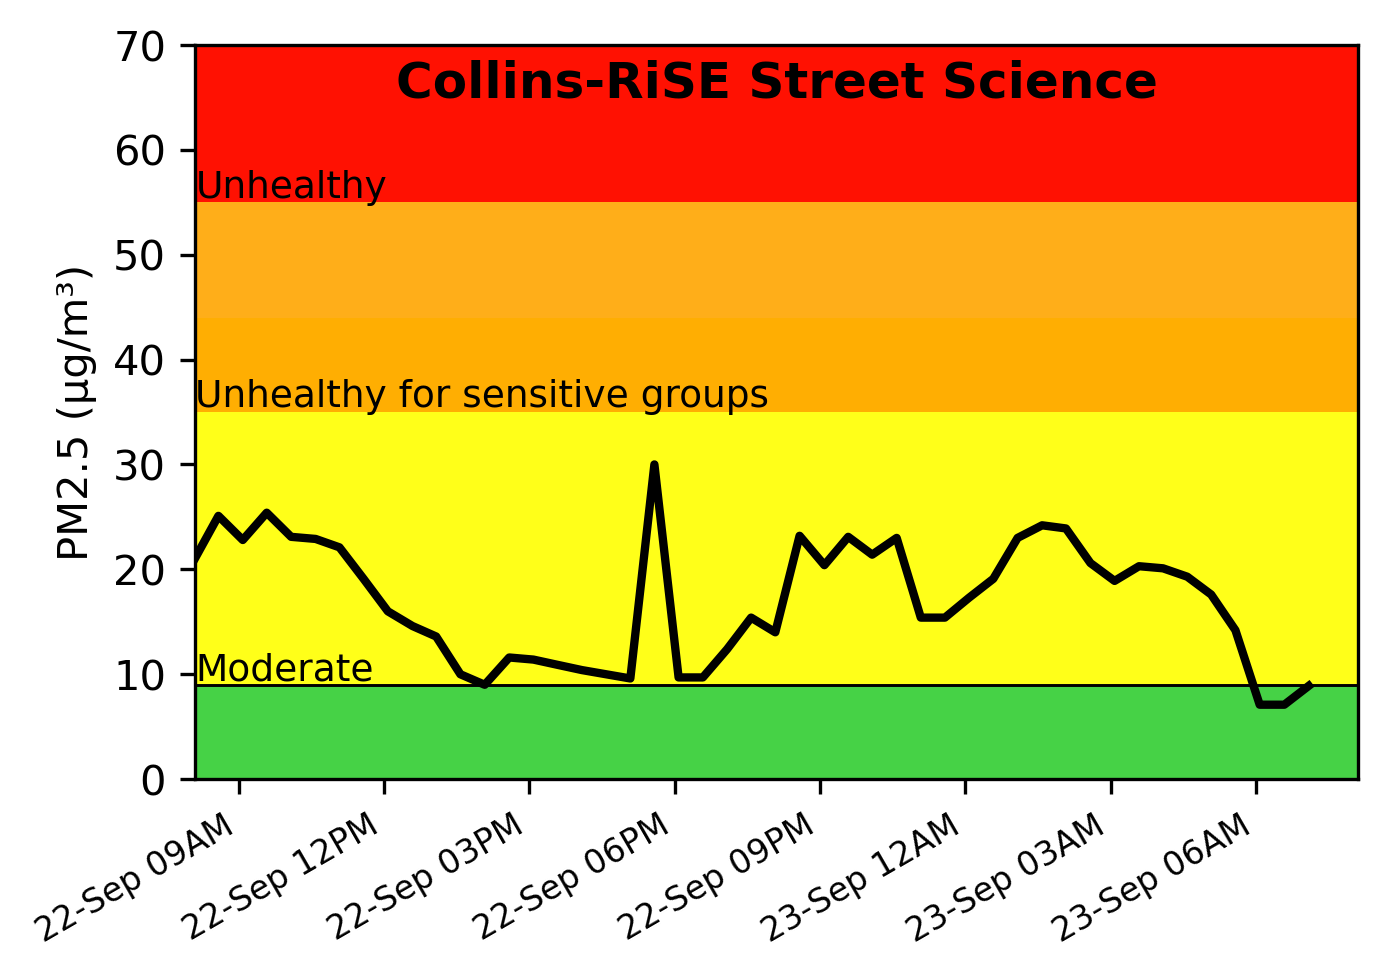 Collins-RiSE Street Science
70
60
Unhealthy
50
40
Unhealthy for sensitive groups
30
20
Moderate
10
0
PM2.5 (µg/m³)
22-Sep 09AM
22-Sep 12PM
22-Sep 03PM
22-Sep 06PM
22-Sep 09PM
23-Sep 12AM
23-Sep 03AM
23-Sep 06AM